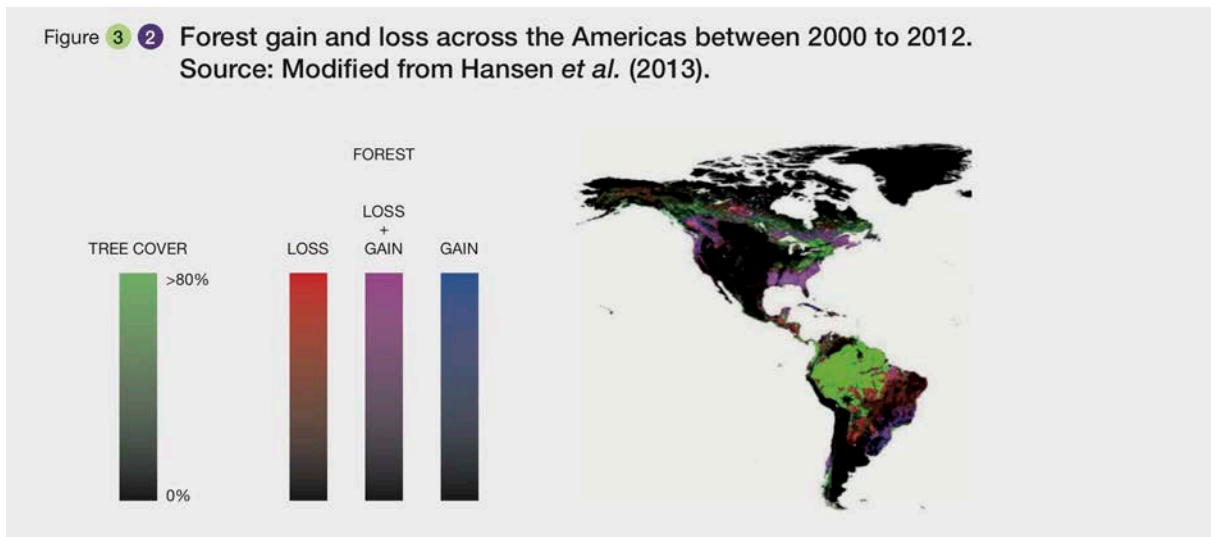 Figure 3 2 Forest gain and loss across the Americas between 2000 to 2012.
Source: Modified from Hansen et al. (2013).
FOREST
LOSS
+
TREE COVER LOSS GAIN GAIN
>80%
0%